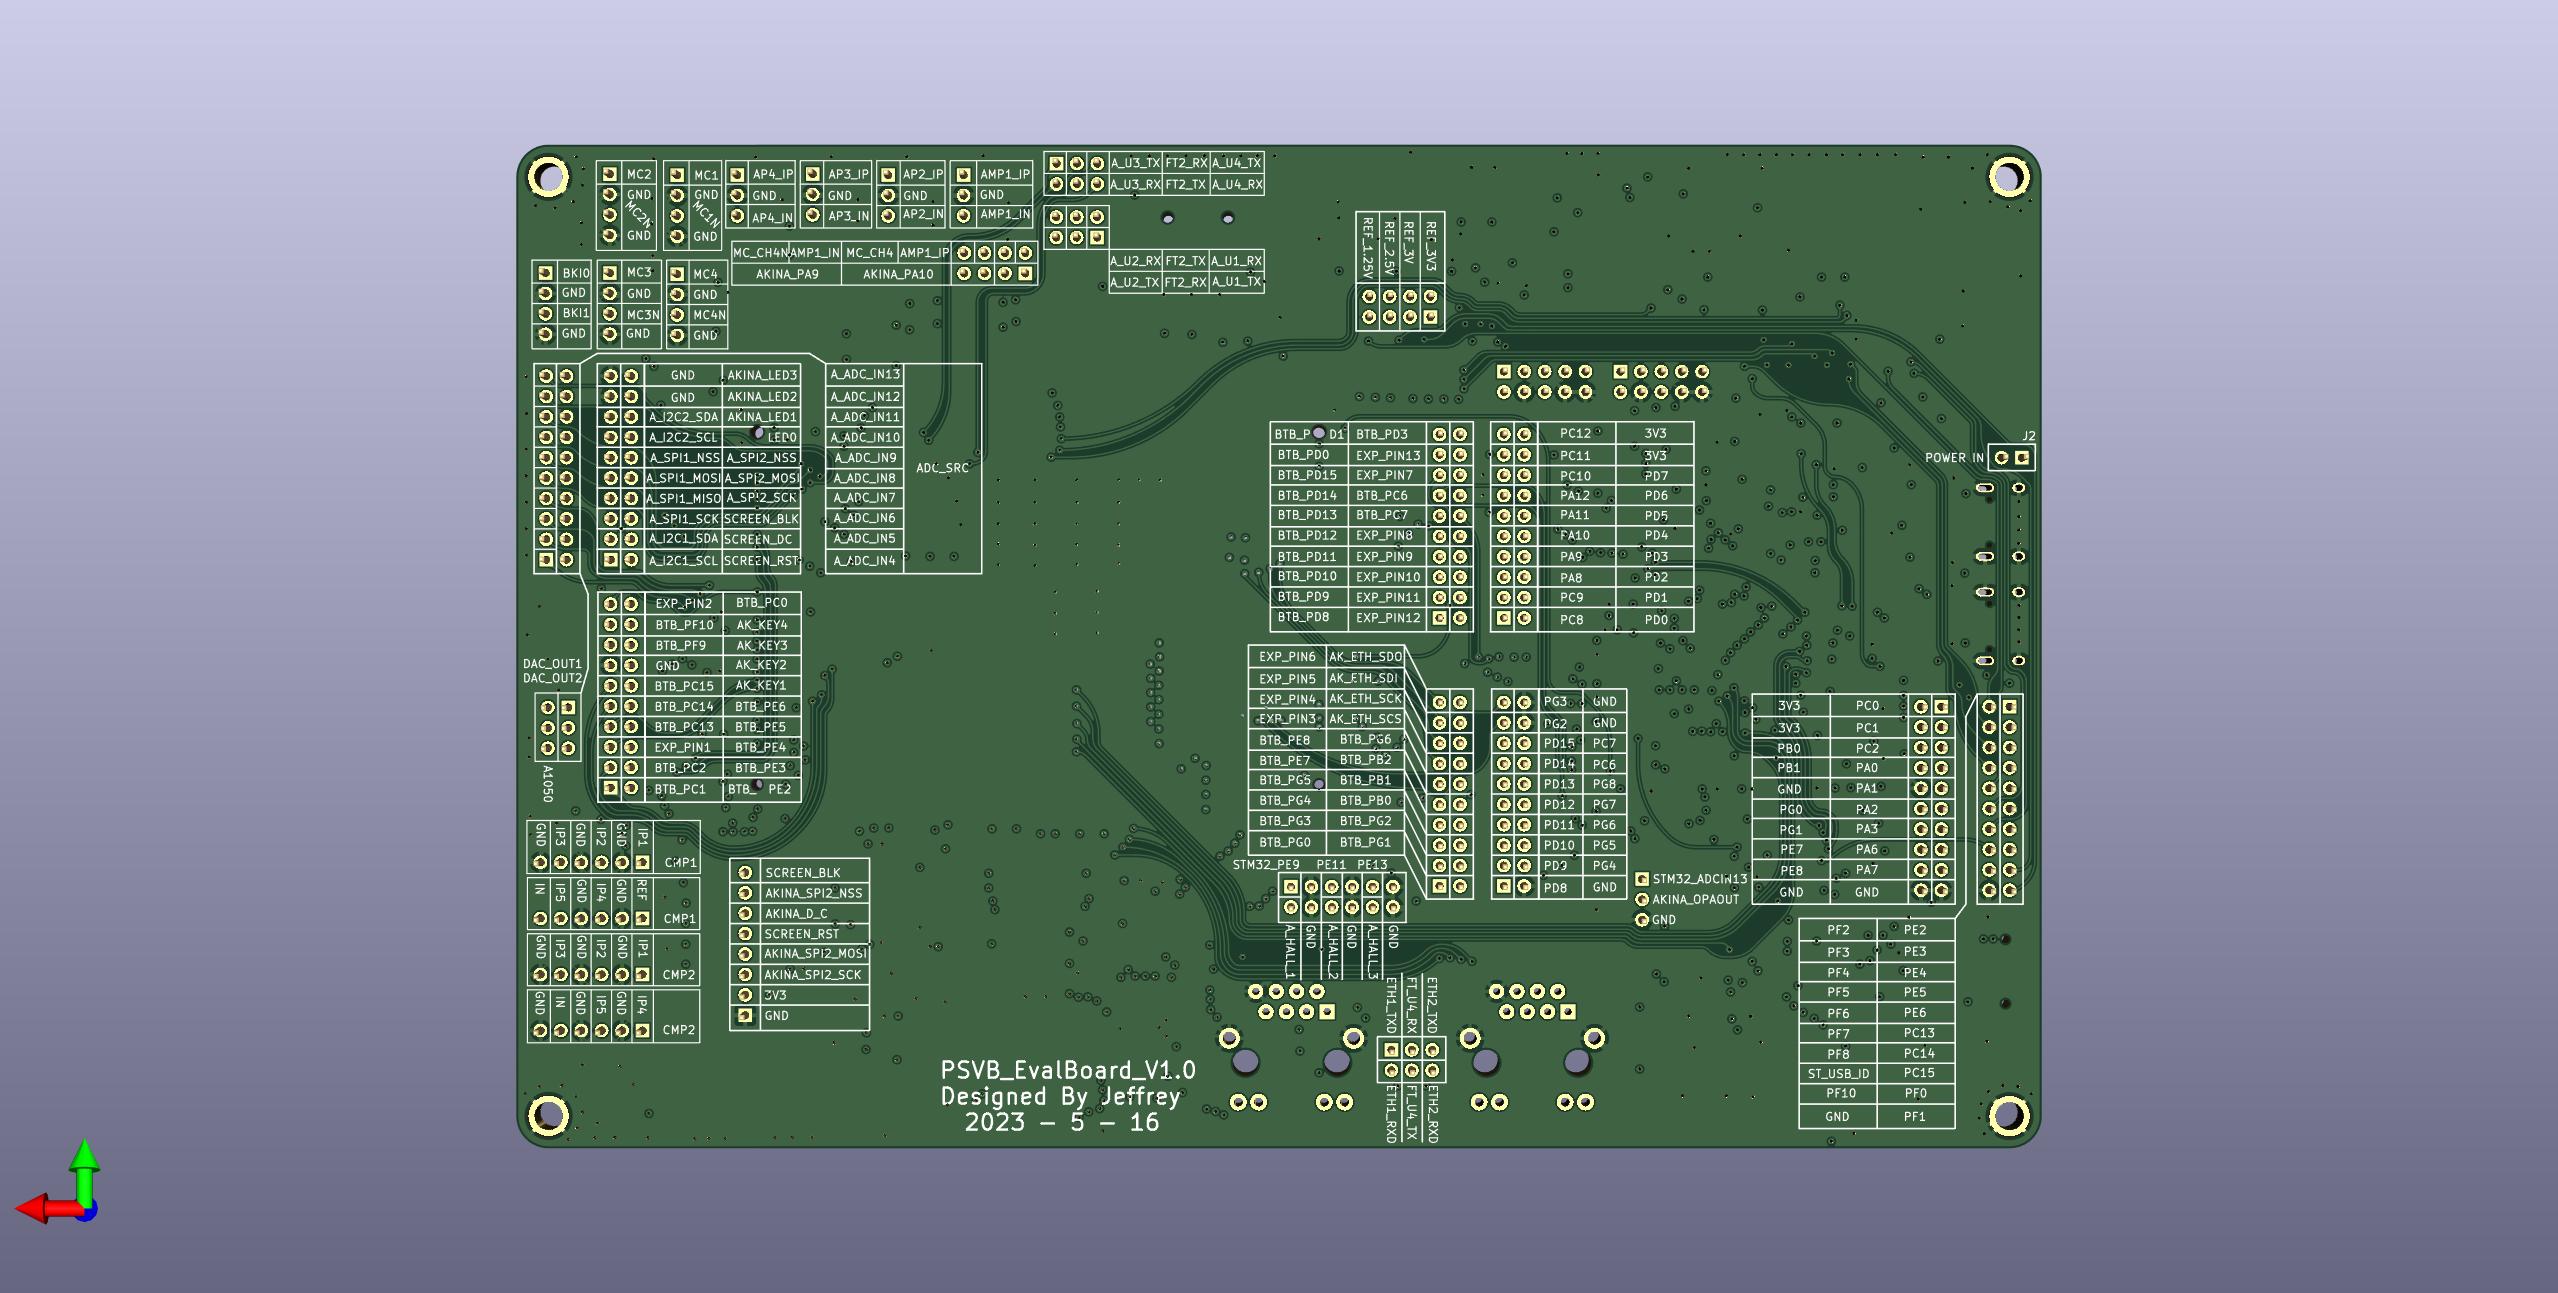 MC2
GND
MC2N
GND
MC1
GND
MC1N
GND
AP4_IP
GND
AP4_IN
AP3_IP
GND
AP3_IN
AP2_IP
GND
AP2_IN
AMP1_IP
GND
AMP1_IN
A_U3_TX FT2_RX A_U4_TX
A_U3_RX FT2_TX A_U4_RX
MC_CH4N AMP1_IN MC_CH4 AMP1_IP
AKINA_PA9 AKINA_PA10
A_U2_RX FT2_TX A_U1_RX
A_U2_TX FT2_RX A_U1_TX
REF_1.25V
REF_2.5V
REF_3V
REF_3V3
BKI0
GND
BKI1
GND
MC3
GND
MC3N
GND
MC4
GND
MC4N
GND
GND AKINA_LED3
GND AKINA_LED2
A_I2C2_SDA AKINA_LED1
A_I2C2_SCL LED0
A_SPI1_NSS A_SPI2_NSS
A_SPI1_MOSI A_SPI2_MOSI
A_SPI1_MISO A_SPI2_SCK
A_SPI1_SCK SCREEN_BLK
A_I2C1_SDA SCREEN_DC
A_I2C1_SCL SCREEN_RST
A_ADC_IN13
A_ADC_IN12
A_ADC_IN11
A_ADC_IN10
A_ADC_IN9
A_ADC_IN8
A_ADC_IN7
A_ADC_IN6
A_ADC_IN5
A_ADC_IN4
ADC_SRC
BTB_P D1 BTB_PD3
BTB_PD0 EXP_PIN13
BTB_PD15 EXP_PIN7
BTB_PD14 BTB_PC6
BTB_PD13 BTB_PC7
BTB_PD12 EXP_PIN8
BTB_PD11 EXP_PIN9
BTB_PD10 EXP_PIN10
BTB_PD9 EXP_PIN11
BTB_PD8 EXP_PIN12
PC12 3V3
PC11 3V3
PC10 PD7
PA12 PD6
PA11 PD5
PA10 PD4
PA9 PD3
PA8 PD2
PC9 PD1
PC8 PD0
J2
POWER IN
EXP_PIN2 BTB_PC0
BTB_PF10 AK_KEY4
BTB_PF9 AK_KEY3
GND AK_KEY2
BTB_PC15 AK_KEY1
BTB_PC14 BTB_PE6
BTB_PC13 BTB_PE5
EXP_PIN1 BTB_PE4
BTB_PC2 BTB_PE3
BTB_PC1 BTB_ PE2
DAC_OUT1
DAC_OUT2
A1050
EXP_PIN6 AK_ETH_SDO
EXP_PIN5 AK_ETH_SDI
EXP_PIN4 AK_ETH_SCK
EXP_PIN3 AK_ETH_SCS
BTB_PE8 BTB_PG6
BTB_PE7 BTB_PB2
BTB_PG5 BTB_PB1
BTB_PG4 BTB_PB0
BTB_PG3 BTB_PG2
BTB_PG0 BTB_PG1
PG3 GND
PG2 GND
PD15 PC7
PD14 PC6
PD13 PG8
PD12 PG7
PD11 PG6
PD10 PG5
PD9 PG4
PD8 GND
3V3 PC0
3V3 PC1
PB0 PC2
PB1 PA0
GND PA1
PG0 PA2
PG1 PA3
PE7 PA6
PE8 PA7
GND GND
GND IP3 GND IP2 GND IP1
CMP1
IN IP5 GND IP4 GND REF
CMP1
GND IP3 GND IP2 GND IP1
CMP2
GND IN GND IP5 GND IP4
CMP2
SCREEN_BLK
AKINA_SPI2_NSS
AKINA_D_C
SCREEN_RST
AKINA_SPI2_MOSI
AKINA_SPI2_SCK
3V3
GND
STM32_PE9 PE11 PE13
A_HALL_1
GND
A_HALL_2
GND
A_HALL_3
GND
STM32_ADCIN13
AKINA_OPAOUT
GND
PF2 PE2
PF3 PE3
PF4 PE4
PF5 PE5
PF6 PE6
PF7 PC13
PF8 PC14
ST_USB_ID PC15
PF10 PF0
GND PF1
ETH1_TXD
FT_U4_RX
ETH2_TXD
ETH1_RXD
FT_U4_TX
ETH2_RXD
PSVB_EvalBoard_V1.0
Designed By Jeffrey
2023 - 5 - 16